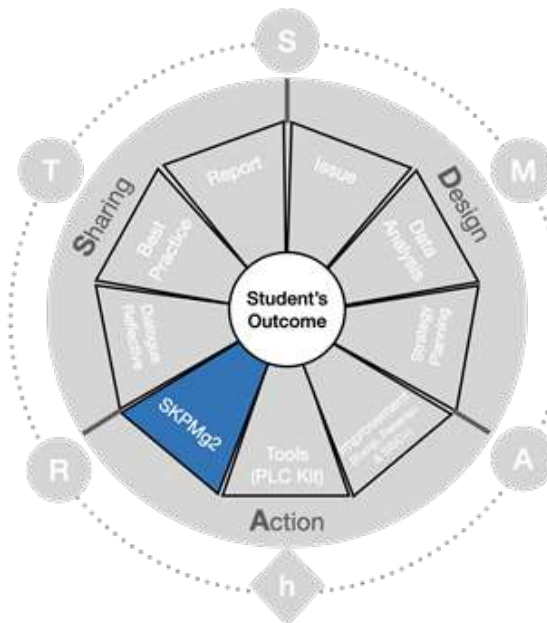 S
M
A
h
R
T
Design
Action
Sharing
Issue
Data
Analysis
Strategy
Planning
Improvement
Tools
(PLC Kit)
SKPMg2
Dialogue
Reflective
Best
Practice
Report
Student's
Outcome